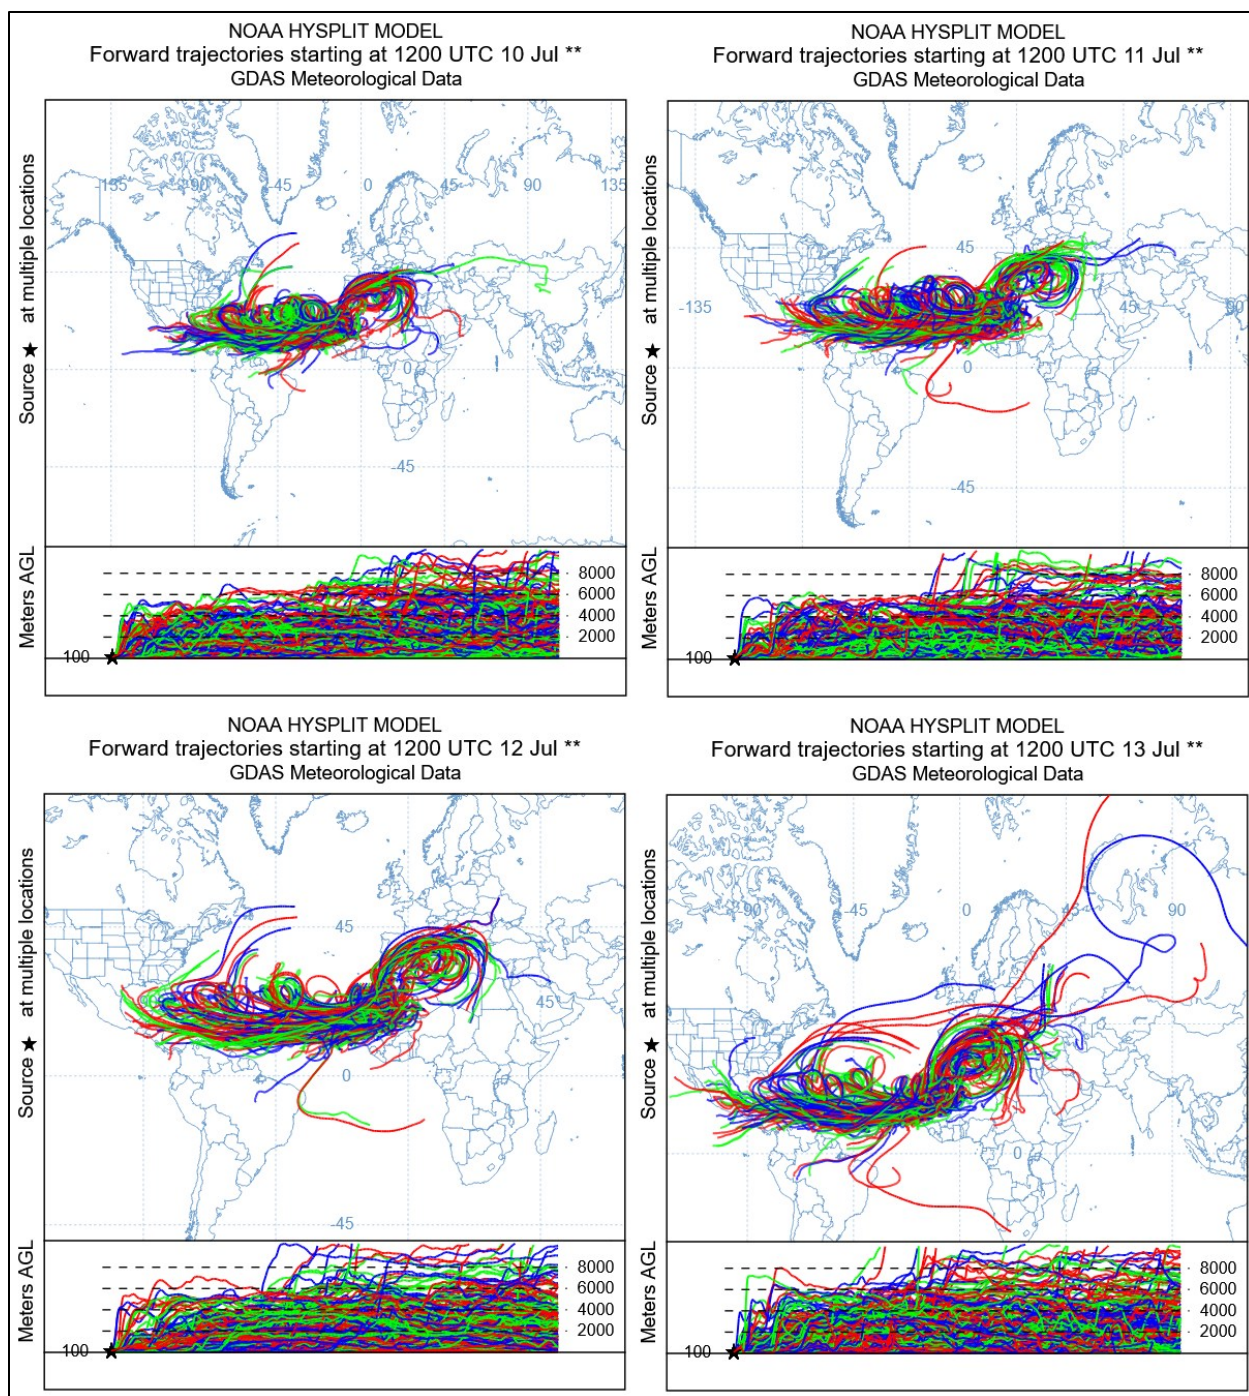 NOAA HYSPLIT MODEL
Forward trajectories starting at 1200 UTC 10 Jul **
GDAS Meteorological Data
Source ★ at multiple locations
-135 -90 -45 0 45 90 135
0
-45
Meters AGL
8000
6000
4000
2000
100
NOAA HYSPLIT MODEL
Forward trajectories starting at 1200 UTC 11 Jul **
GDAS Meteorological Data
Source ★ at multiple locations
45
-135 45 90
0
-45
Meters AGL
8000
6000
4000
2000
100
NOAA HYSPLIT MODEL
Forward trajectories starting at 1200 UTC 12 Jul **
GDAS Meteorological Data
Source ★ at multiple locations
45
45
0
-45
Meters AGL
8000
6000
4000
2000
100
NOAA HYSPLIT MODEL
Forward trajectories starting at 1200 UTC 13 Jul **
GDAS Meteorological Data
Source ★ at multiple locations
-90 -45 0 45 90
0
Meters AGL
8000
6000
4000
2000
100